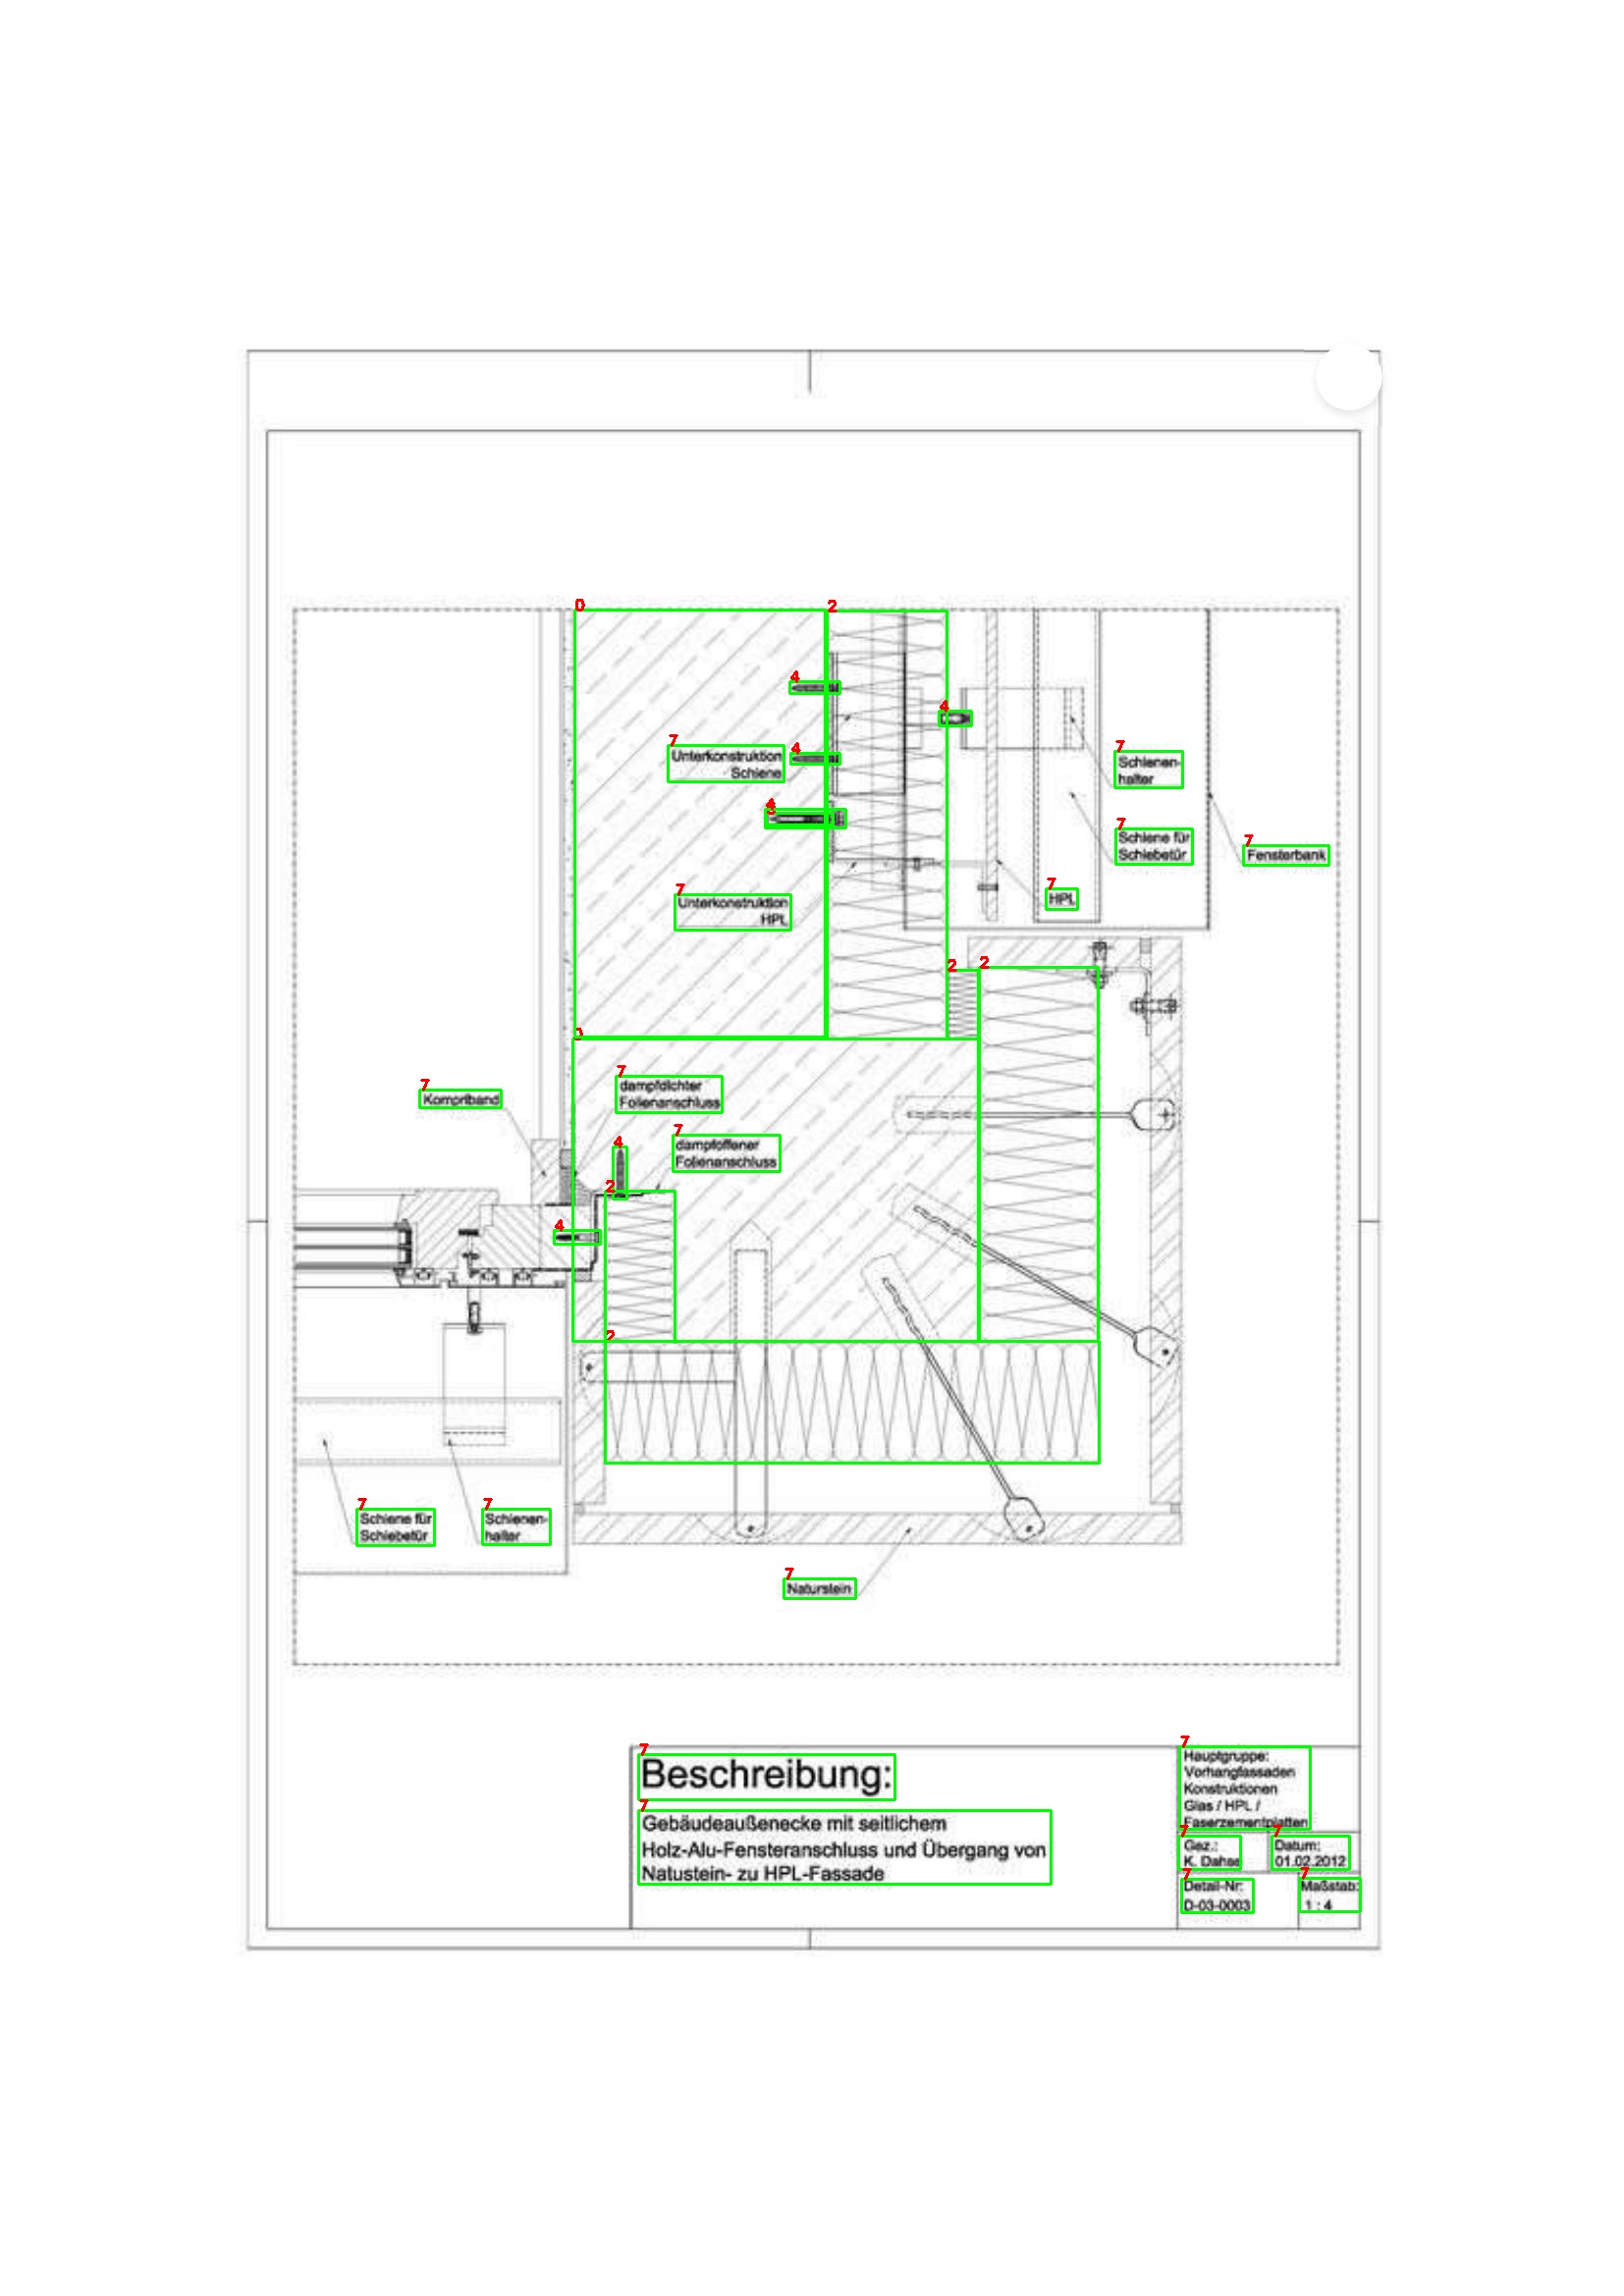 0
2
4
4
7
Unterkonstruktion
Schiene
4
7
Schienen-
halter
4
7
Schiene für
Schiebetür
7
Fensterbank
7
Unterkonstruktion
HPL
7
HPL
2
2
7
dampfdichter
Folienanschluss
7
Kompriband
7
dampfoffener
Folienanschluss
4
2
4
2
7
Schiene für
Schiebetür
7
Schienen-
halter
7
Naturstein
7
Beschreibung:
7
Gebäudeaußenecke mit seitlichem
Holz-Alu-Fensteranschluss und Übergang von
Natustein- zu HPL-Fassade
7
Hauptgruppe:
Vorhangfassaden
Konstruktionen
Glas / HPL /
Faserzementplatten
7
Gez.:
K.
7
Datum:
01.02.2012
7
Detail-Nr:
D-03-0003
7
Maßstab:
1 : 4